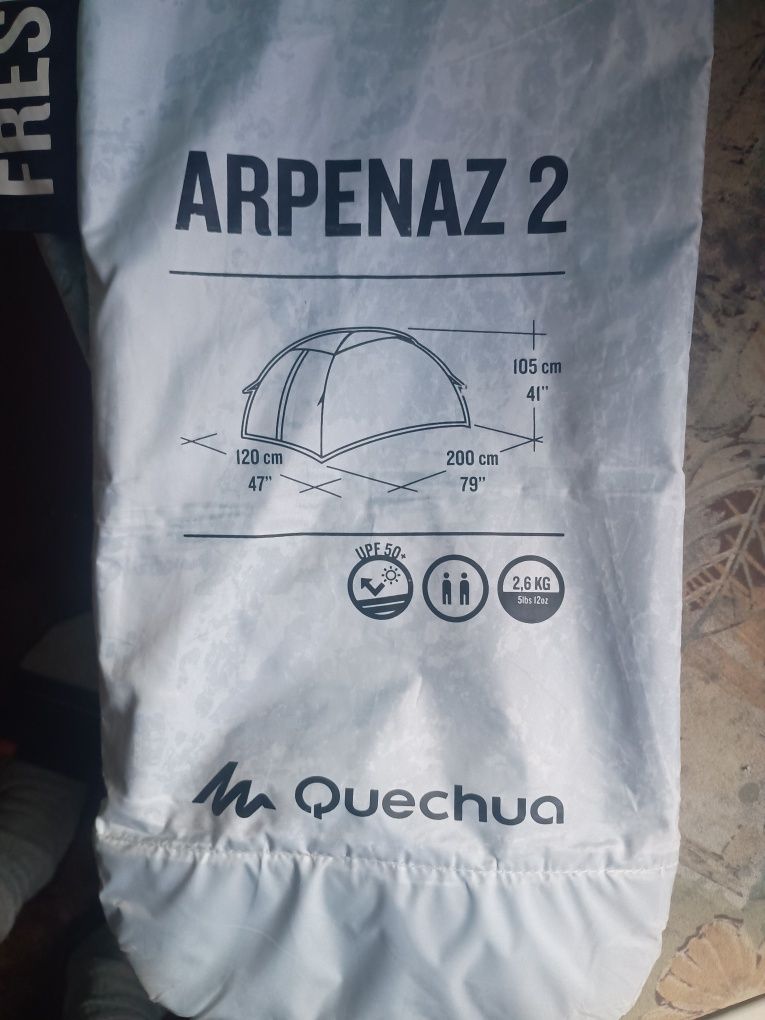 FRES
ARPENAZ 2
105 cm
41"
120 cm
47"
200 cm
79"
UPF 50+
2,6 KG
5lbs 12oz
Quechua